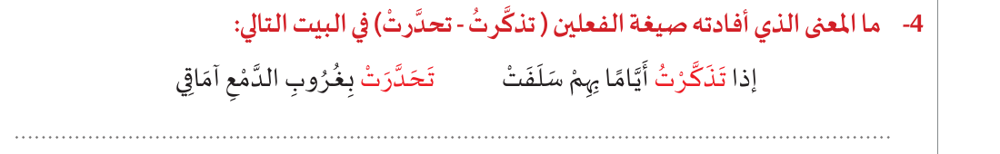 4- ما المعنى الذي أفادته صيغة الفعلين ( تذكَّرتُ - تحدَّرتْ) في البيت التالي:
إذا تَذَكَّرْتُ أَيَّامًا بِهِمْ سَلَفَتْ تَحَدَّرَتْ بِغُرُوبِ الدَّمْعِ آمَاقِي